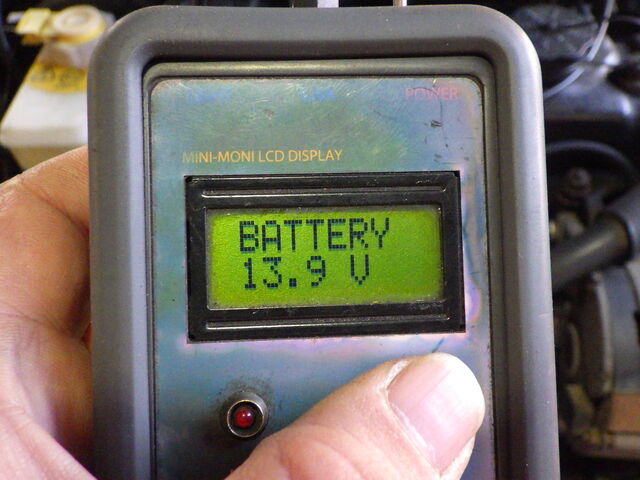 POWER
MINI-MONI LCD DISPLAY
BATTERY
13.9 V